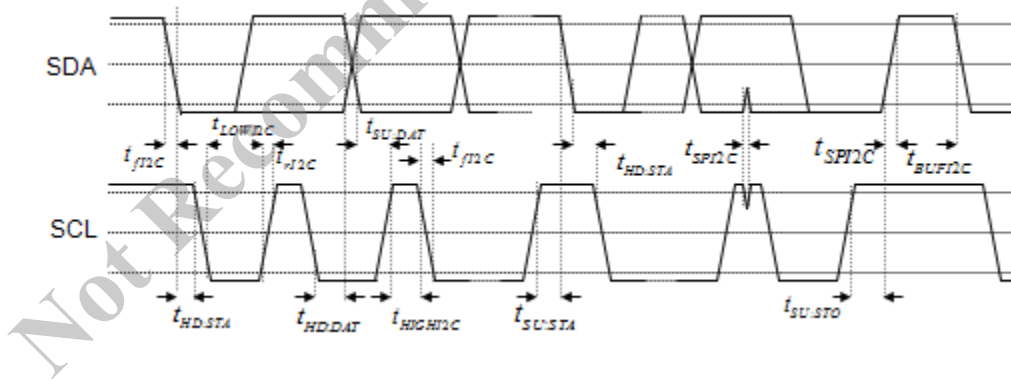 SDA
t_LOWI2C
t_SU:DAT
t_fI2C
t_rI2C
t_fI2C
t_HD:STA
t_SPI2C
t_SPI2C
t_BUFI2C
SCL
t_HD:STA
t_HD:DAT
t_HIGHI2C
t_SU:STA
t_SU:STO
Not Recomm